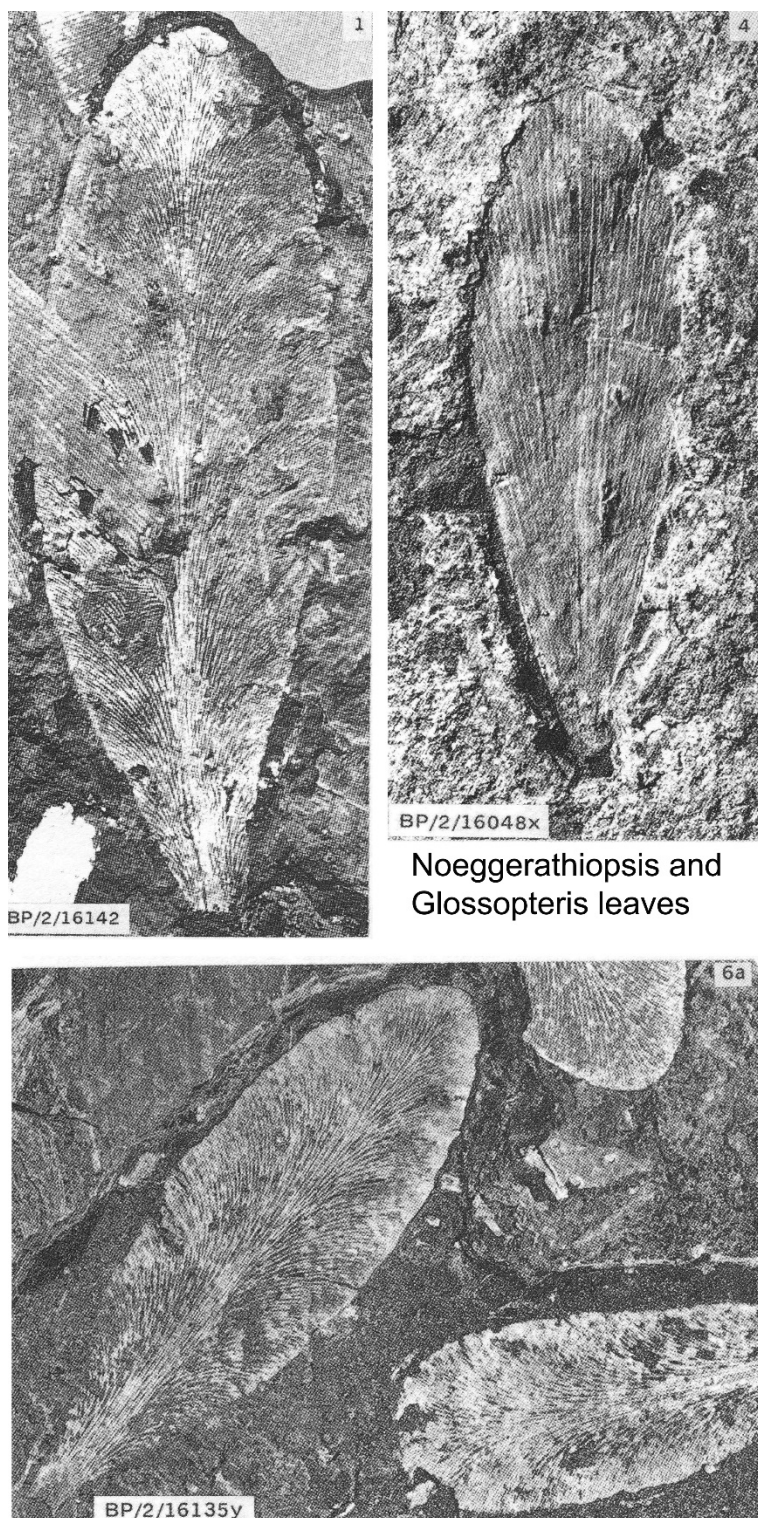 1
BP/2/16142
4
BP/2/16048x
Noeggerathiopsis and
Glossopteris leaves
6a
BP/2/16135y